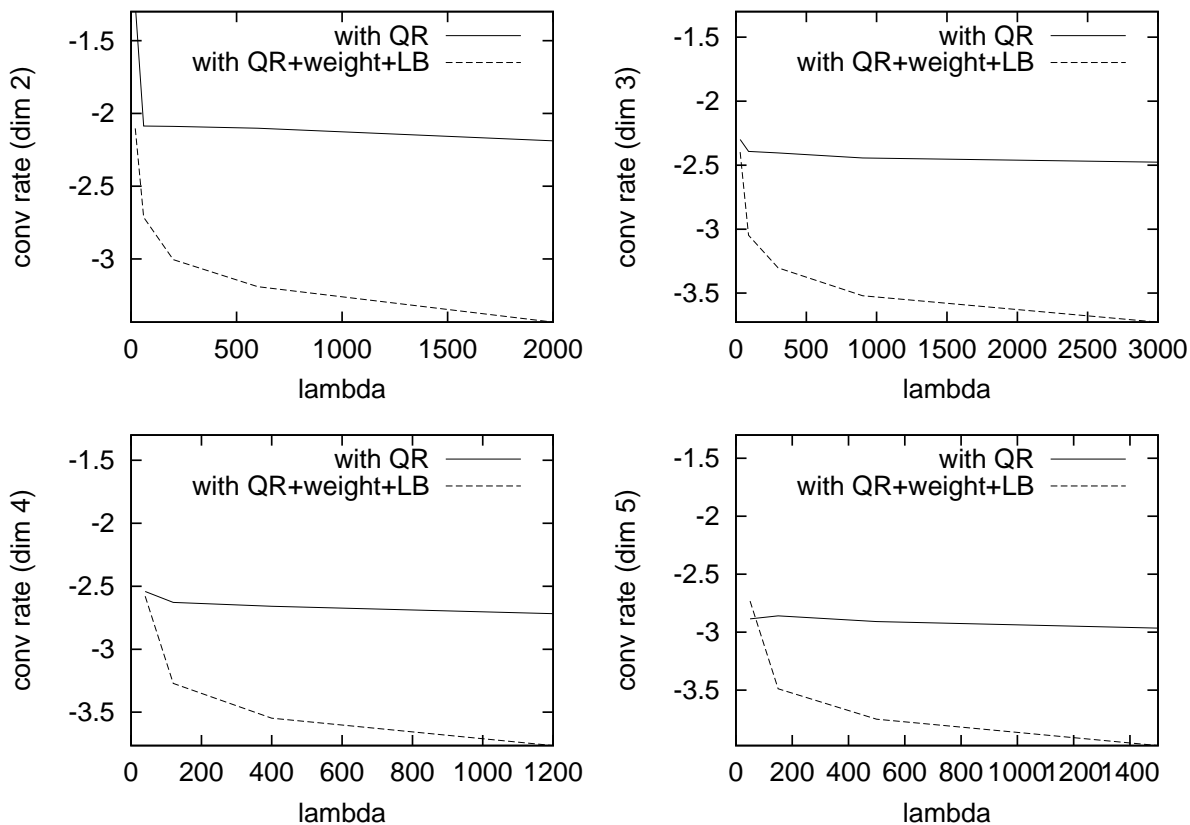 with QR
with QR+weight+LB
-1.5
-2
-2.5
-3
conv rate (dim 2)
0 500 1000 1500 2000
lambda
with QR
with QR+weight+LB
-1.5
-2
-2.5
-3
-3.5
conv rate (dim 3)
0 500 1000 1500 2000 2500 3000
lambda
with QR
with QR+weight+LB
-1.5
-2
-2.5
-3
-3.5
conv rate (dim 4)
0 200 400 600 800 1000 1200
lambda
with QR
with QR+weight+LB
-1.5
-2
-2.5
-3
-3.5
conv rate (dim 5)
0 200 400 600 800 1000 1200 1400
lambda